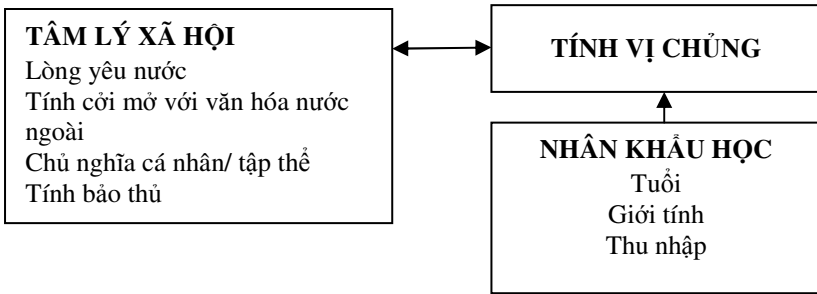 TÂM LÝ XÃ HỘI
Lòng yêu nước
Tính cởi mở với văn hóa nước
ngoài
Chủ nghĩa cá nhân/ tập thể
Tính bảo thủ
TÍNH VỊ CHỦNG
NHÂN KHẨU HỌC
Tuổi
Giới tính
Thu nhập